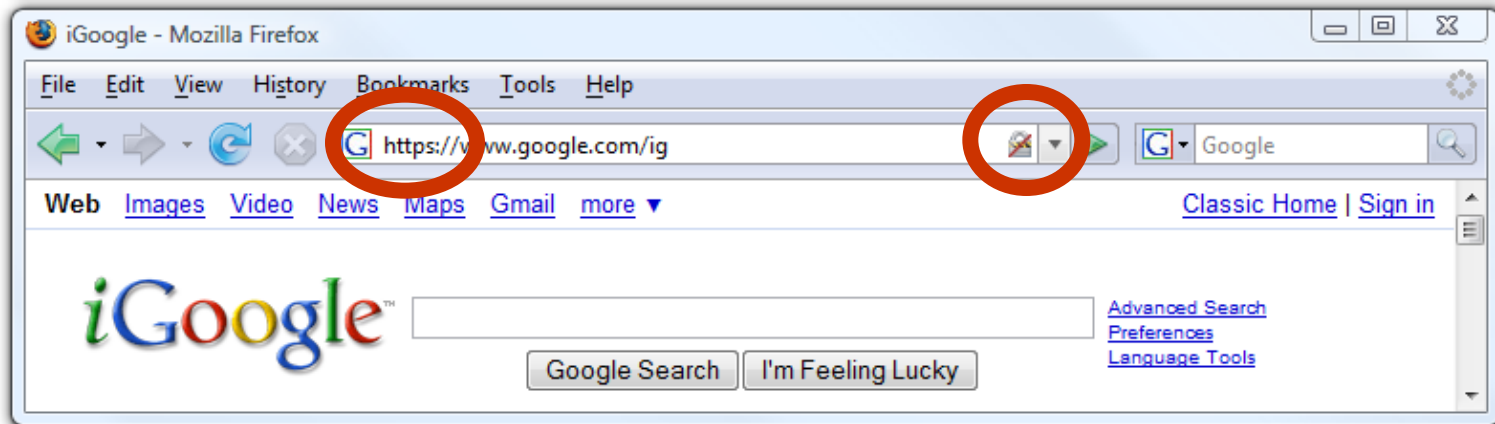 iGoogle - Mozilla Firefox
File Edit View History Bookmarks Tools Help
G https://www.google.com/ig G Google
Web Images Video News Maps Gmail more ▼ Classic Home | Sign in
iGoogle™
Advanced Search
Preferences
Language Tools
Google Search I'm Feeling Lucky